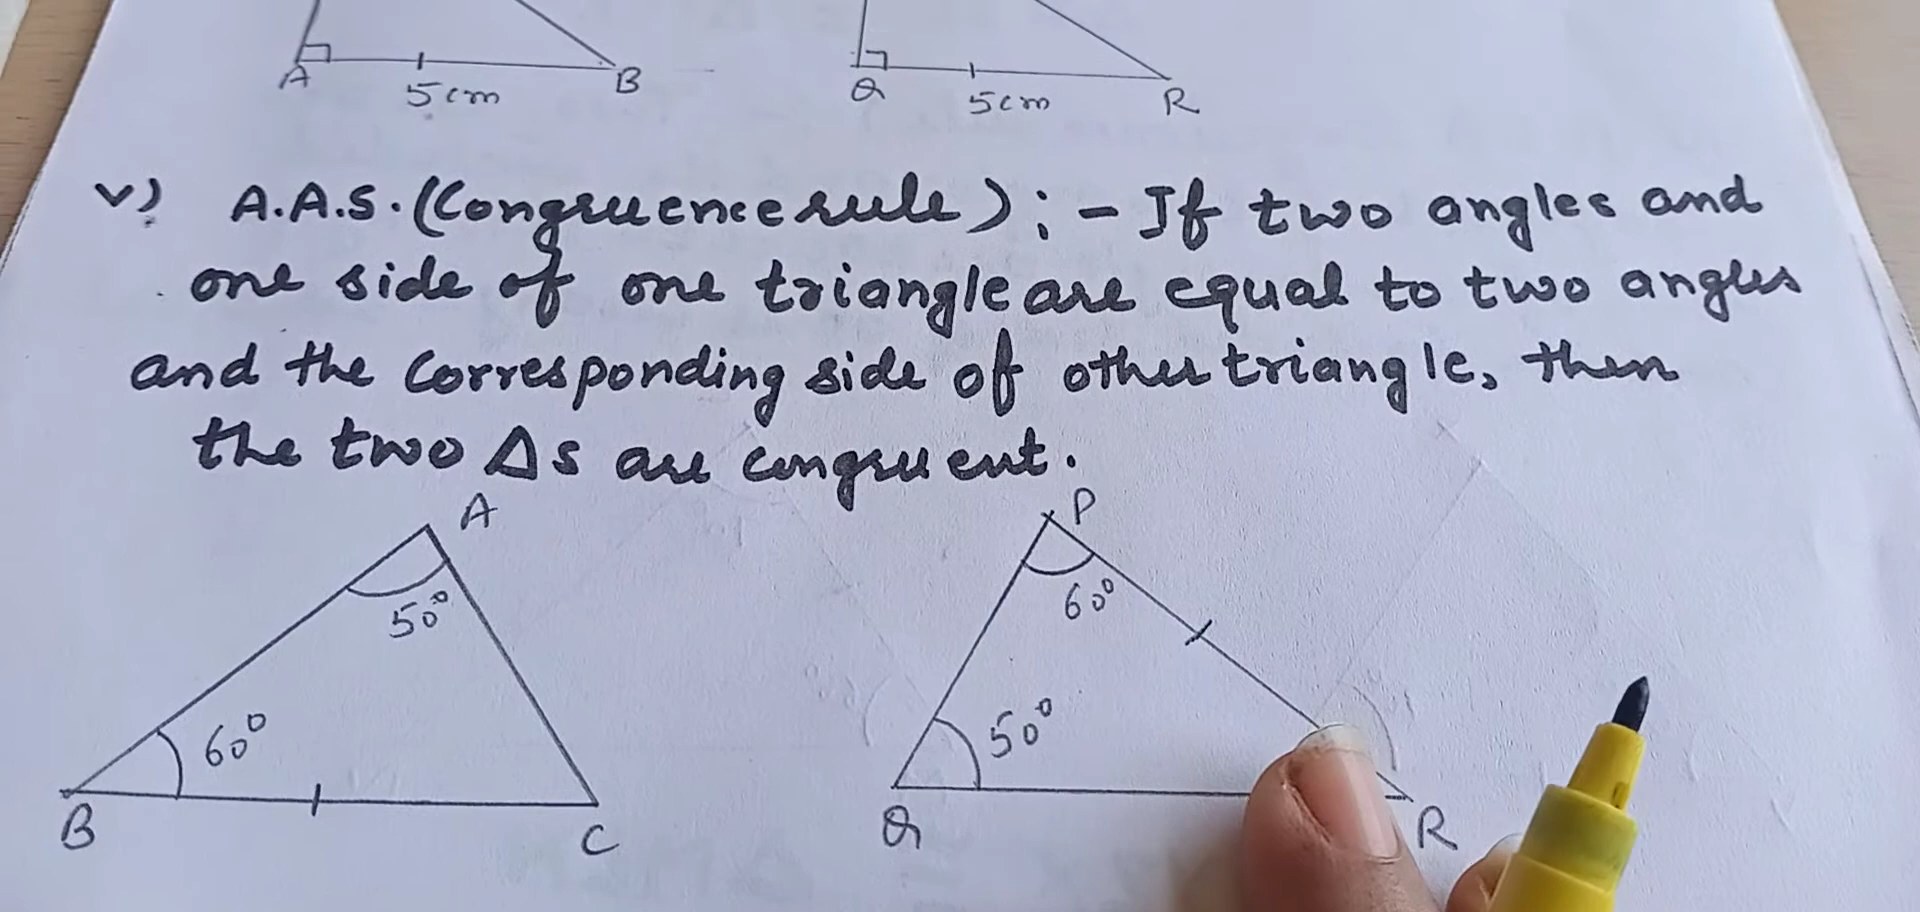 A 5cm B
Q 5cm R
v) A.A.S. (Congruence rule) ; - If two angles and
one side of one triangle are equal to two angles
and the corresponding side of other triangle, then
the two Δs are congruent.
A P
50° 60°
60° 50°
B C Q R